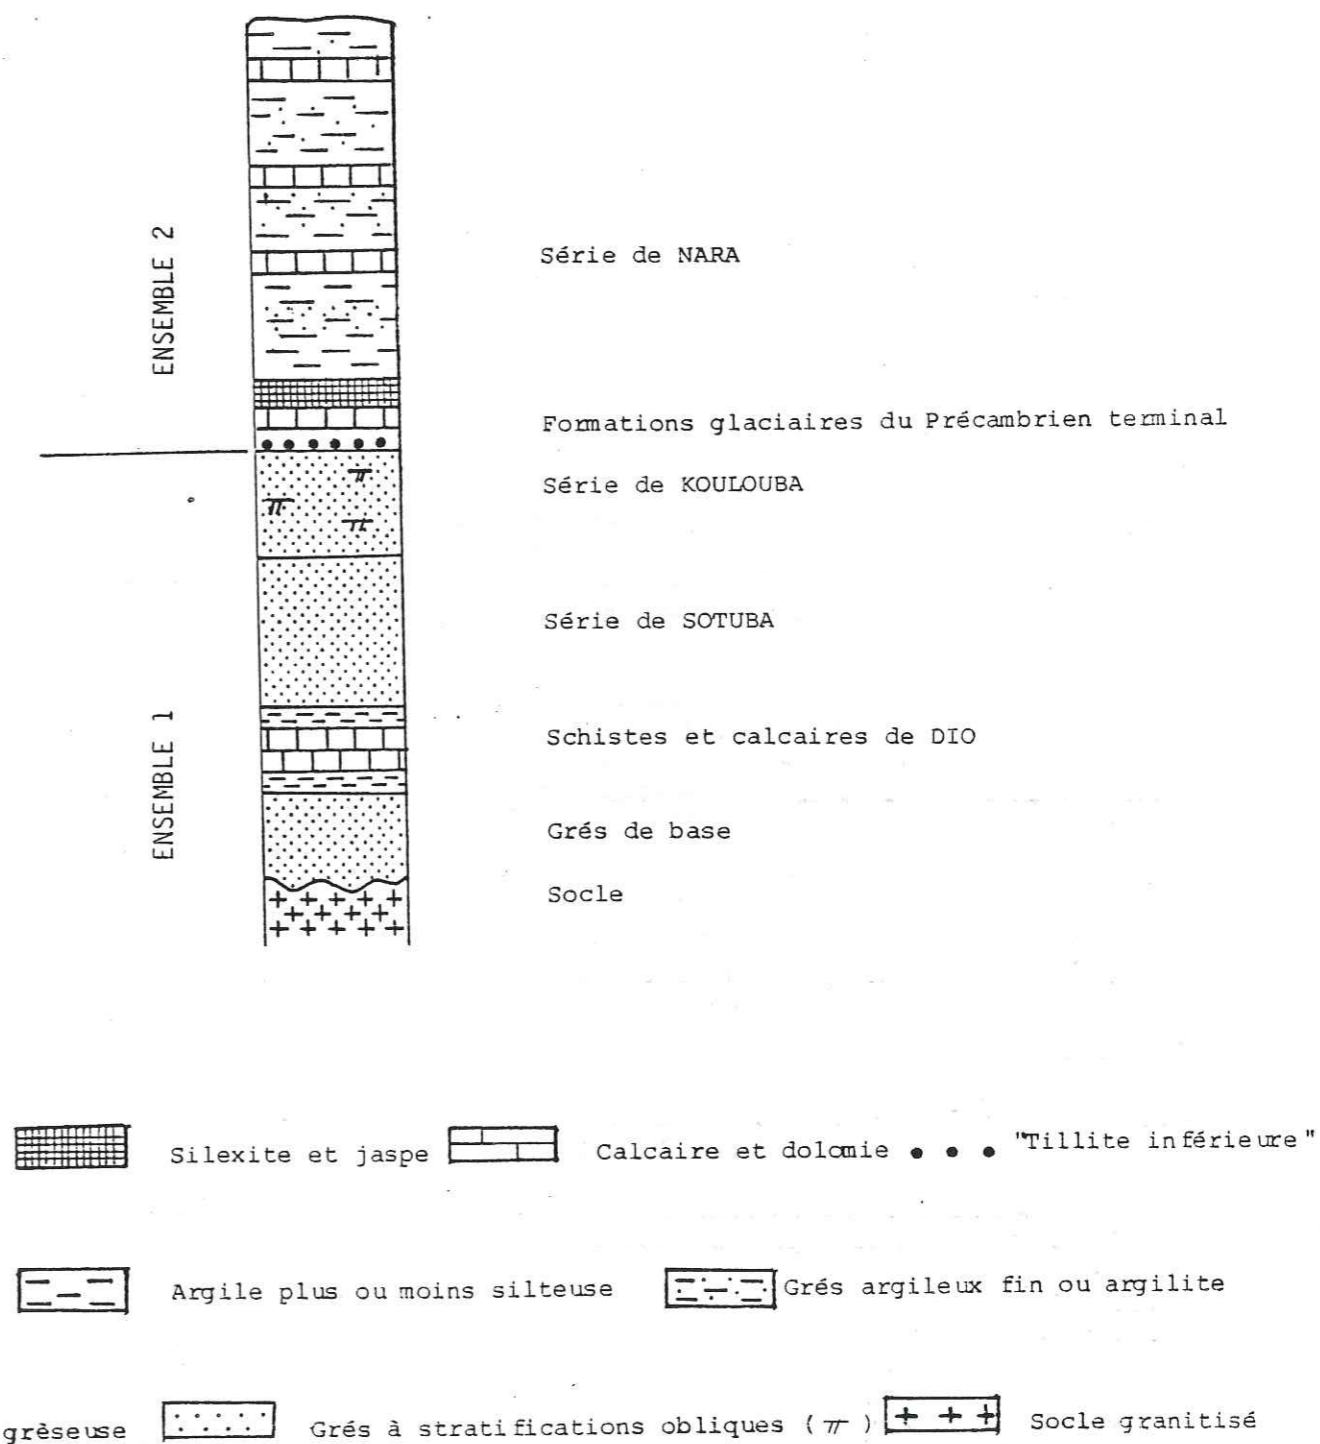 ENSEMBLE 2
Série de NARA
Formations glaciaires du Précambrien terminal
Série de KOULOUBA
Série de SOTUBA
ENSEMBLE 1
Schistes et calcaires de DIO
Grés de base
Socle
Silexite et jaspe Calcaire et dolomie "Tillite inférieure"
Argile plus ou moins silteuse Grés argileux fin ou argilite
grèseuse Grés à stratifications obliques ( π ) Socle granitisé